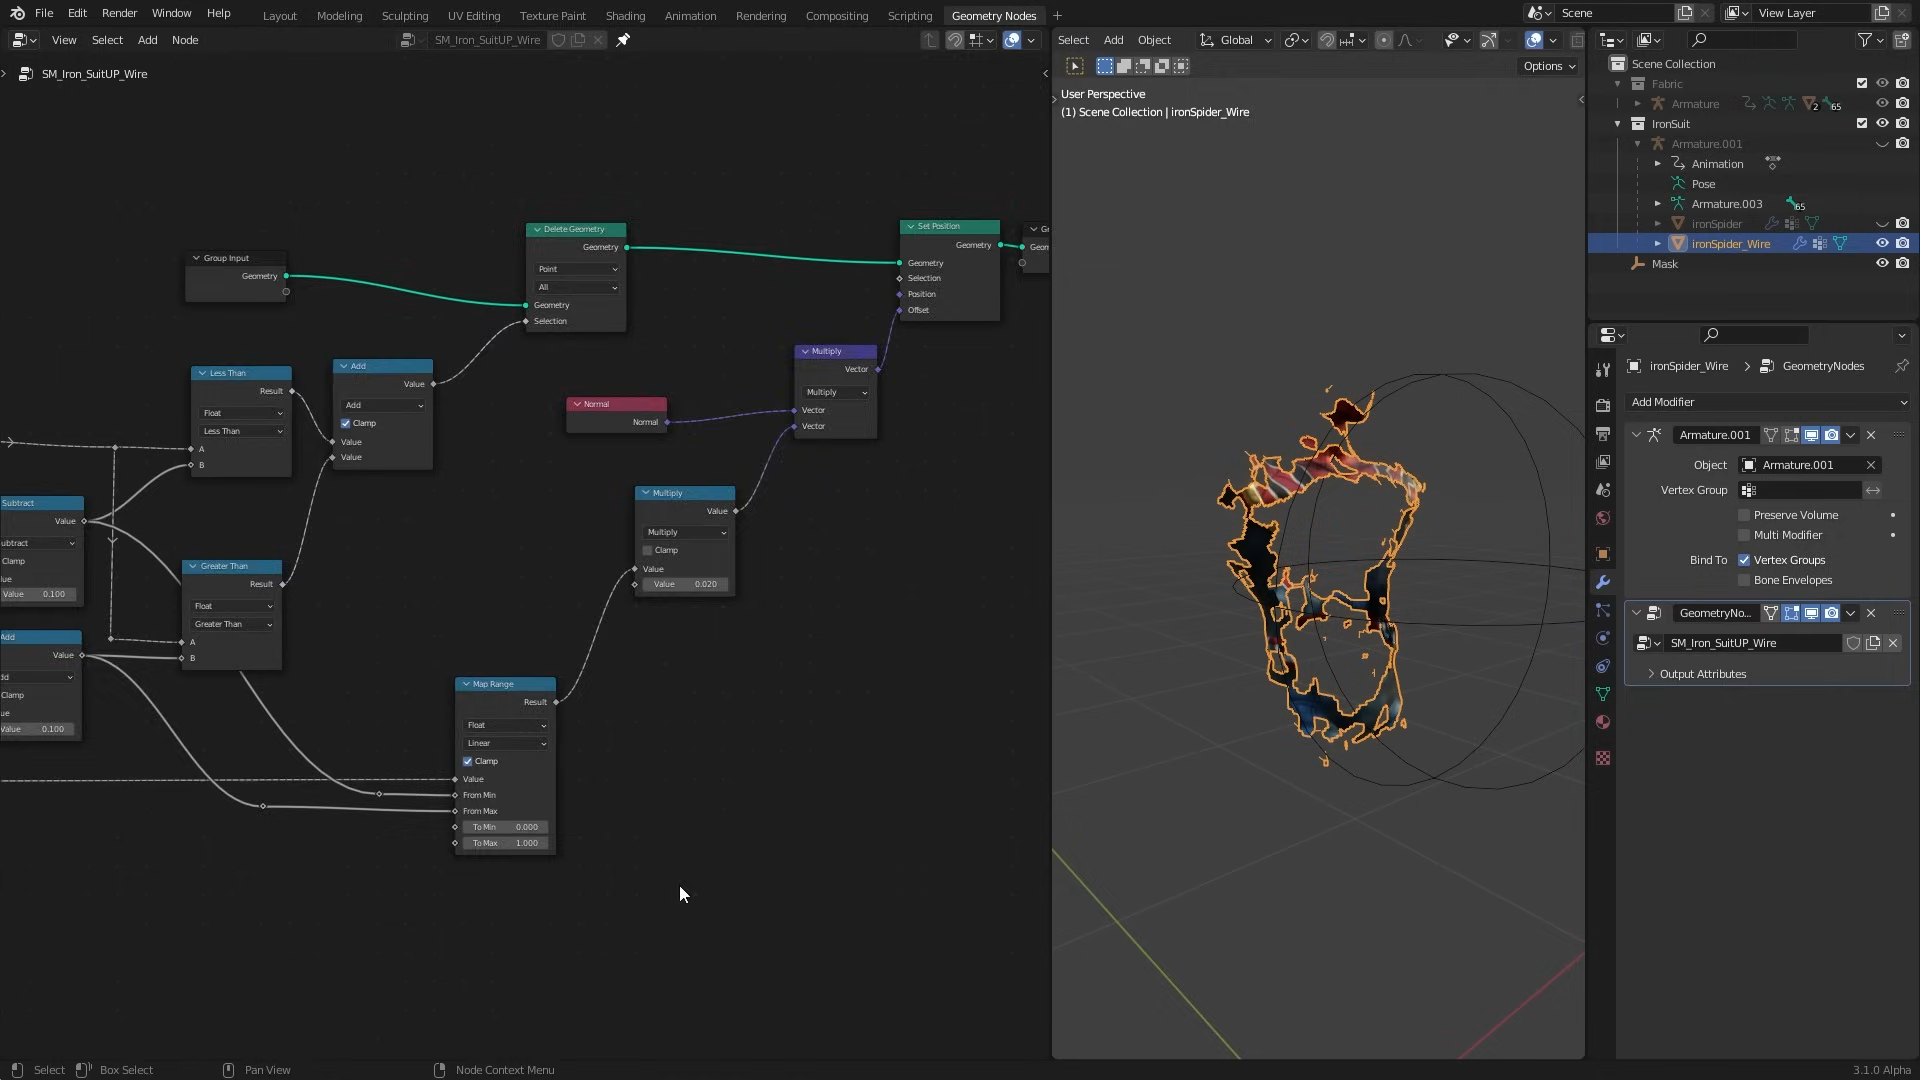 File Edit Render Window Help
Layout Modeling Sculpting UV Editing Texture Paint Shading Animation Rendering Compositing Scripting Geometry Nodes
Scene
View Layer
View Select Add Node
SM_Iron_SuitUP_Wire
SM_Iron_SuitUP_Wire
Select Add Object
Global
Options
User Perspective
(1) Scene Collection | ironSpider_Wire
Group Input
Geometry
Delete Geometry
Geometry
Point
All
Geometry
Selection
Set Position
Geometry
Geometry
Selection
Position
Offset
Less Than
Result
Float
Less Than
A
B
Add
Value
Add
Clamp
Value
Value
Normal
Normal
Multiply
Vector
Multiply
Vector
Vector
Subtract
Value
ubtract
Clamp
lue
Value 0.100
Greater Than
Result
Float
Greater Than
A
B
Multiply
Value
Multiply
Clamp
Value
Value 0.020
Add
Value
dd
Clamp
ue
Value 0.100
Map Range
Result
Float
Linear
Clamp
Value
From Min
From Max
To Min 0.000
To Max 1.000
Scene Collection
Fabric
Armature
2
65
IronSuit
Armature.001
Animation
Pose
Armature.003
65
ironSpider
ironSpider_Wire
Mask
ironSpider_Wire > GeometryNodes
Add Modifier
Armature.001
Object Armature.001
Vertex Group
Preserve Volume
Multi Modifier
Bind To Vertex Groups
Bone Envelopes
GeometryNo...
SM_Iron_SuitUP_Wire
Output Attributes
Select Box Select Pan View Node Context Menu
3.1.0 Alpha